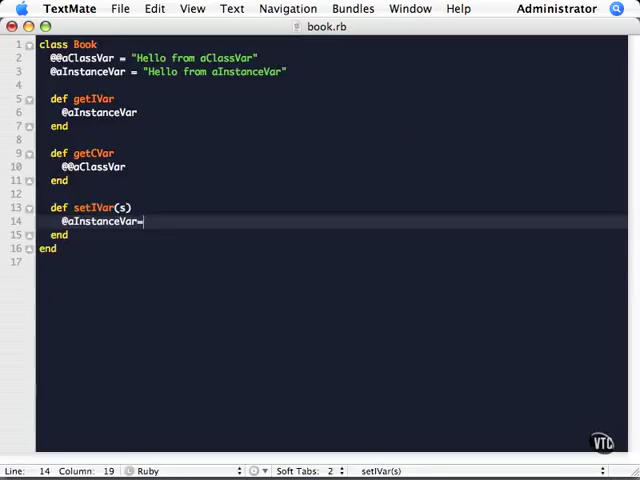 TextMate File Edit View Text Navigation Bundles Window Help Administrator
book.rb
1 class Book
2 @@aClassVar = "Hello from aClassVar"
3 @aInstanceVar = "Hello from aInstanceVar"
4
5 def getIVar
6 @aInstanceVar
7 end
8
9 def getCVar
10 @@aClassVar
11 end
12
13 def setIVar(s)
14 @aInstanceVar=
15 end
16 end
17
VTC
Line: 14 Column: 19 Ruby Soft Tabs: 2 setIVar(s)